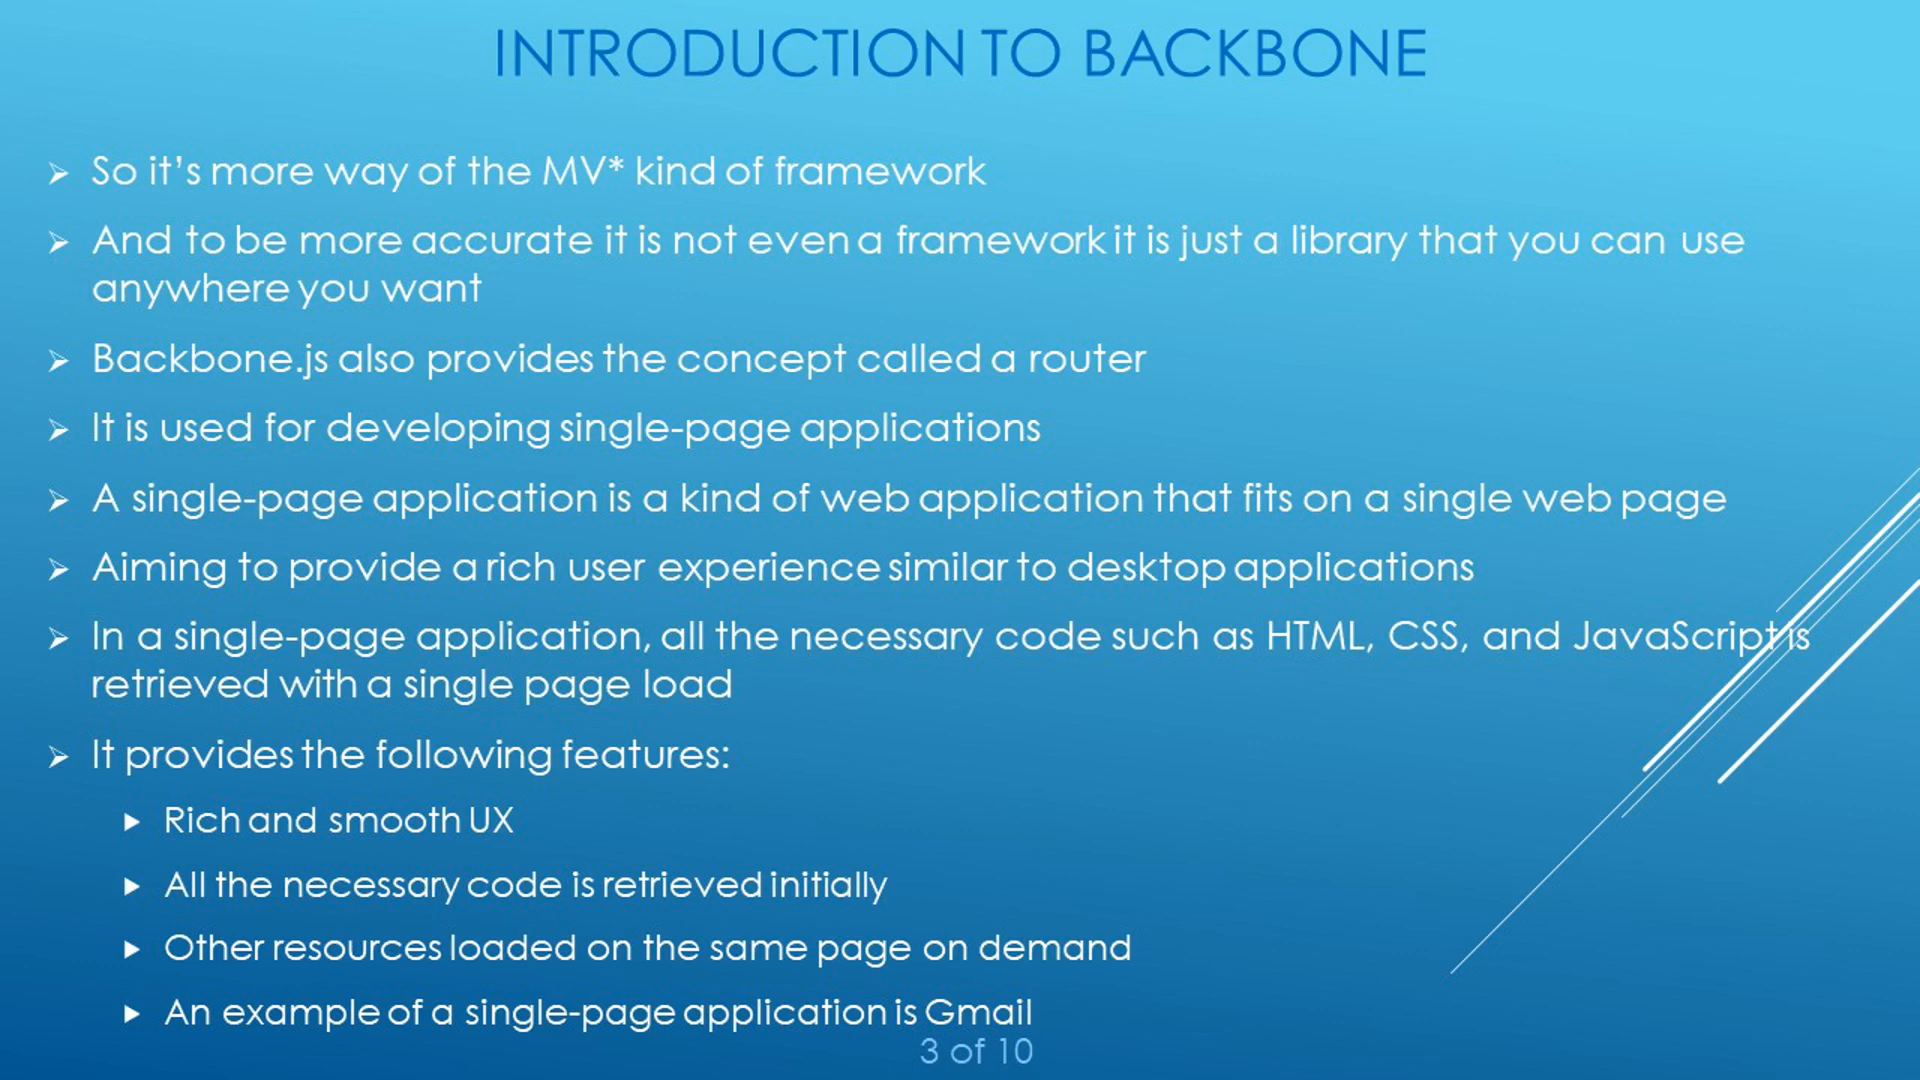 INTRODUCTION TO BACKBONE
So it's more way of the MV* kind of framework
And to be more accurate it is not even a framework it is just a library that you can use
anywhere you want
Backbone.js also provides the concept called a router
It is used for developing single-page applications
A single-page application is a kind of web application that fits on a single web page
Aiming to provide a rich user experience similar to desktop applications
In a single-page application, all the necessary code such as HTML, CSS, and JavaScript is
retrieved with a single page load
It provides the following features:
Rich and smooth UX
All the necessary code is retrieved initially
Other resources loaded on the same page on demand
An example of a single-page application is Gmail
3 of 10